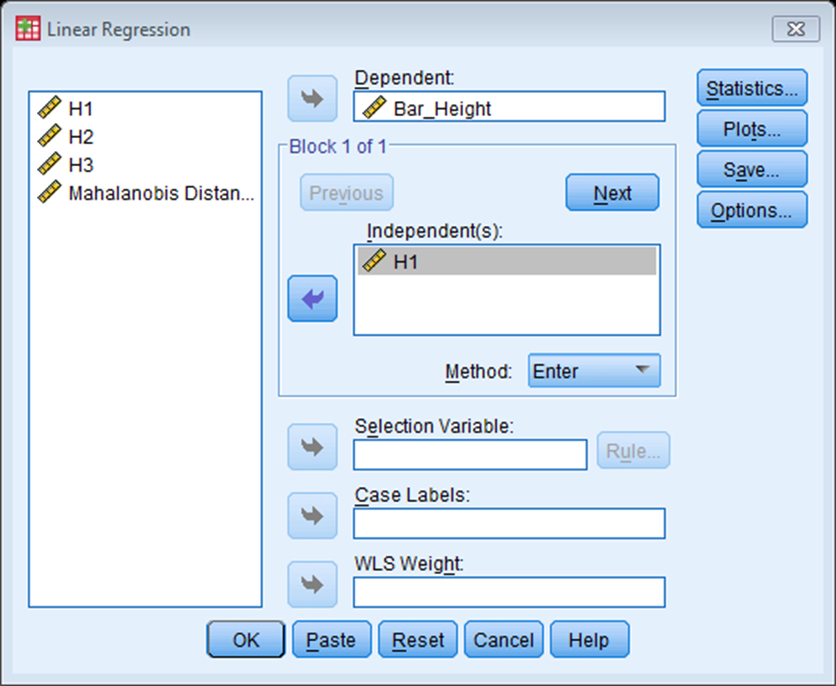 Linear Regression
H1
H2
H3
Mahalanobis Distan...
Dependent:
Bar_Height
Block 1 of 1
Previous
Next
Independent(s):
H1
Method:
Enter
Selection Variable:
Rule...
Case Labels:
WLS Weight:
Statistics...
Plots...
Save...
Options...
OK
Paste
Reset
Cancel
Help